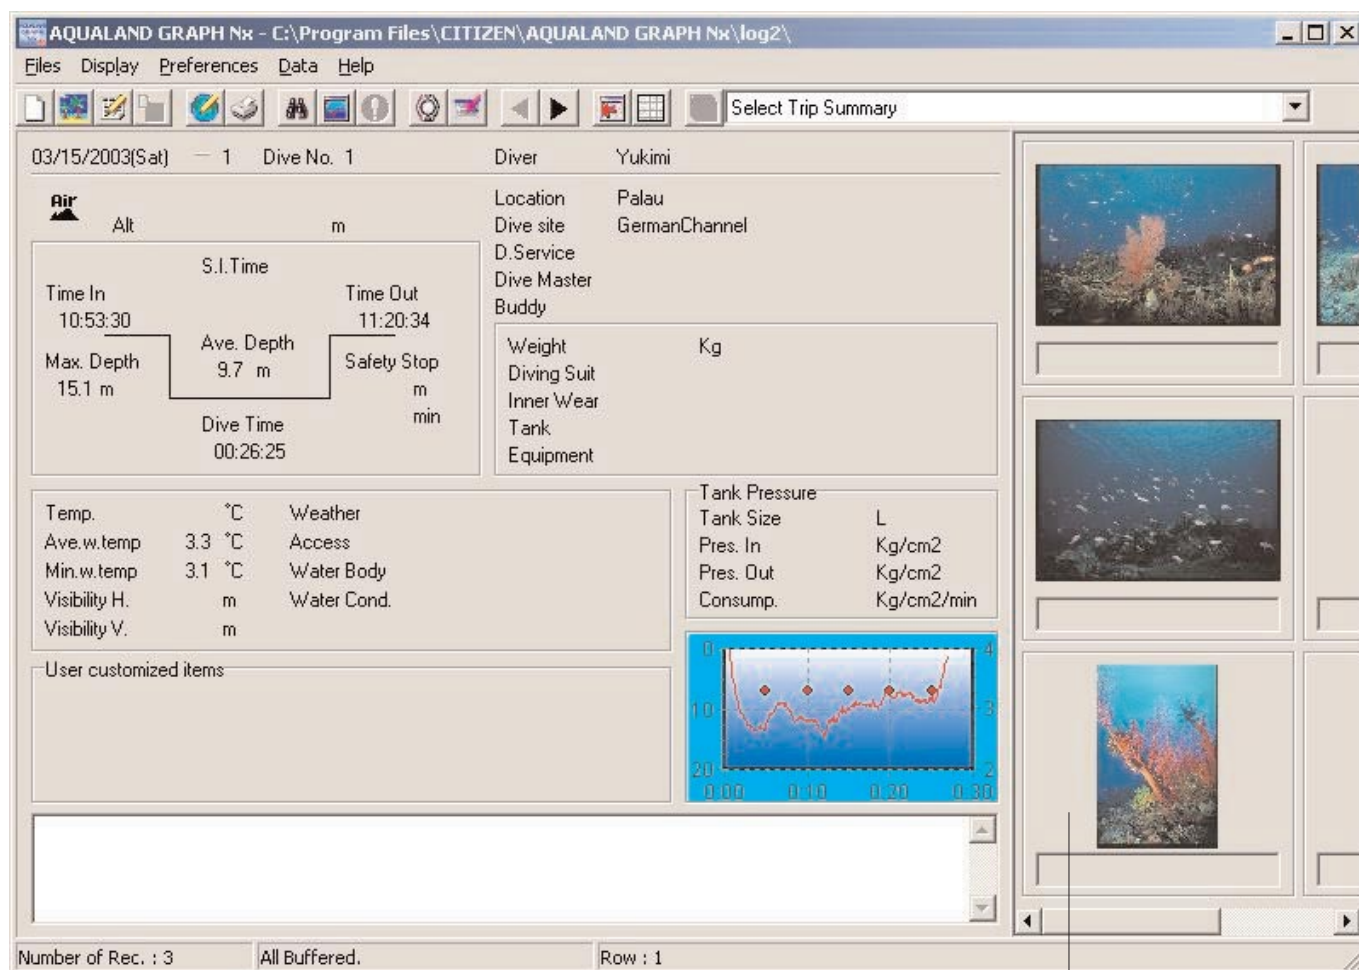 AQUALAND GRAPH Nx - C:\Program Files\CITIZEN\AQUALAND GRAPH Nx\log2\
Files Display Preferences Data Help
Select Trip Summary
03/15/2003(Sat) - 1 Dive No. 1 Diver Yukimi
Air
Alt m
Location Palau
Dive site GermanChannel
D.Service
Dive Master
Buddy
S.I.Time
Time In Time Out
10:53:30 11:20:34
Ave. Depth
Max. Depth 9.7 m Safety Stop
15.1 m m
min
Dive Time
00:26:25
Weight Kg
Diving Suit
Inner Wear
Tank
Equipment
Temp. °C Weather
Ave.w.temp 3.3 °C Access
Min.w.temp 3.1 °C Water Body
Visibility H. m Water Cond.
Visibility V. m
Tank Pressure
Tank Size L
Pres. In Kg/cm2
Pres. Out Kg/cm2
Consump. Kg/cm2/min
User customized items
0 4
10 3
20 2
0:00 0:10 0:20 0:30
Number of Rec. : 3 All Buffered. Row : 1